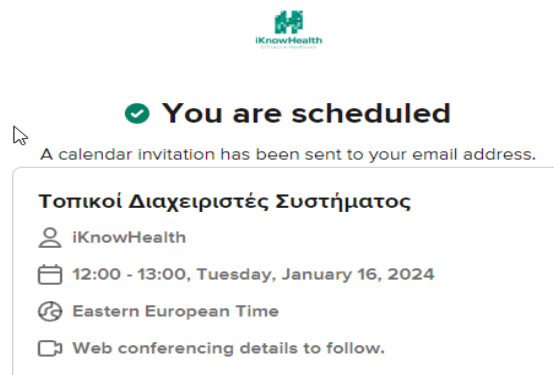 iKnowHealth
You are scheduled
A calendar invitation has been sent to your email address.
Τοπικοί Διαχειριστές Συστήματος
iKnowHealth
12:00 - 13:00, Tuesday, January 16, 2024
Eastern European Time
Web conferencing details to follow.